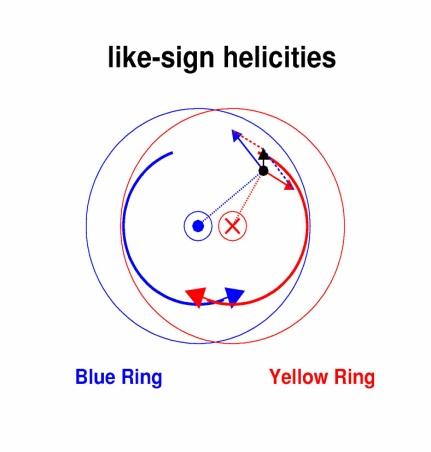 like-sign helicities
Blue Ring
Yellow Ring